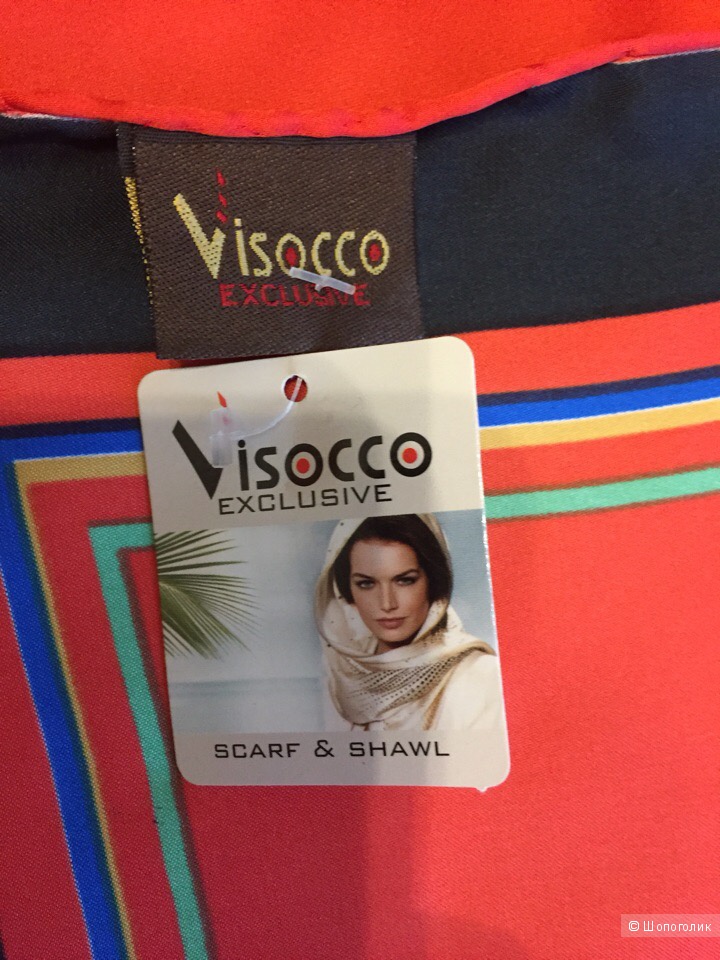 Visocco
EXCLUSIVE
Visocco
EXCLUSIVE
SCARF & SHAWL
© Шопоголик